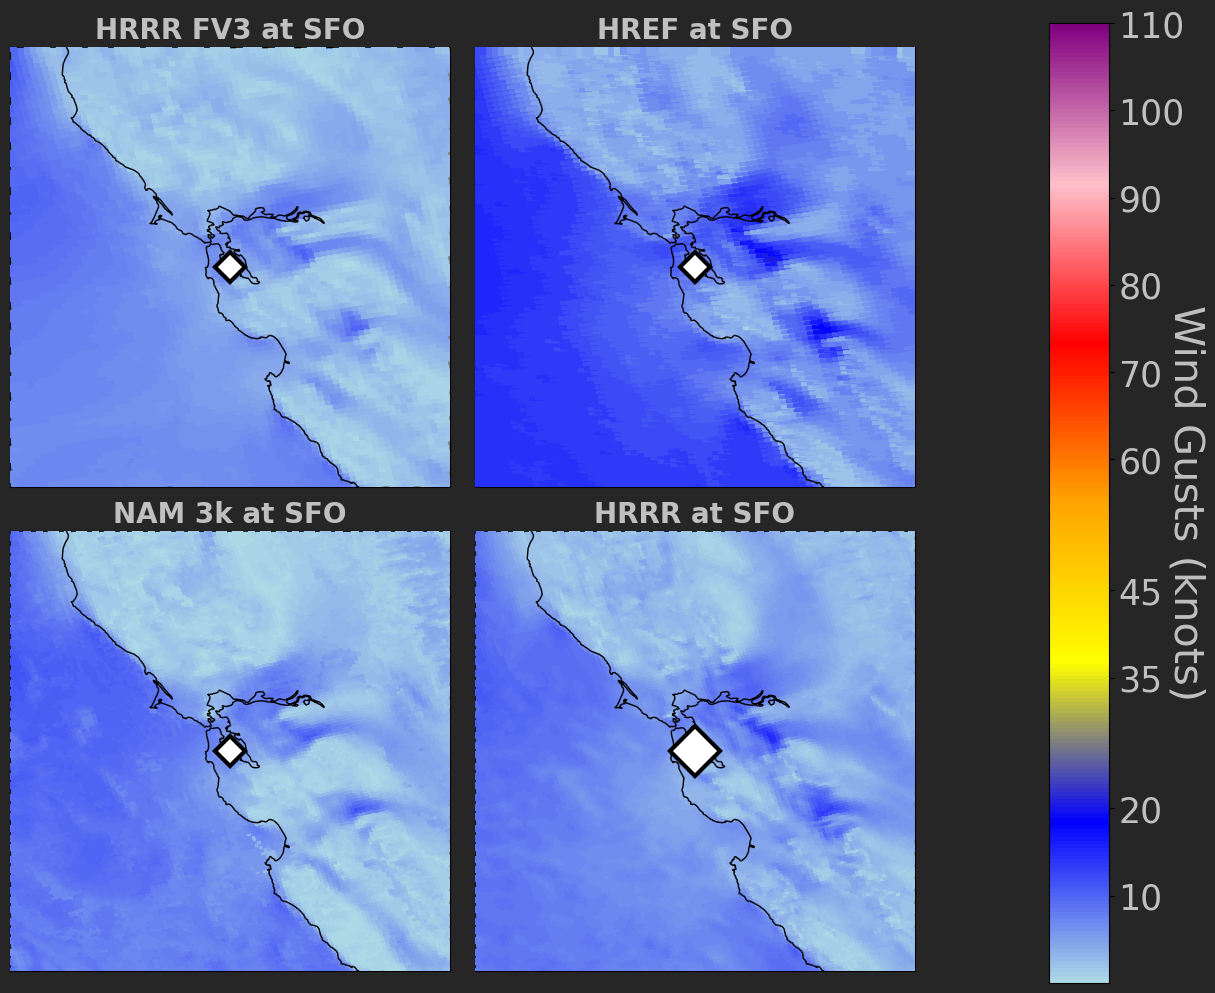 HRRR FV3 at SFO
HREF at SFO
NAM 3k at SFO
HRRR at SFO
110
100
90
80
70
60
45
35
20
10
Wind Gusts (knots)